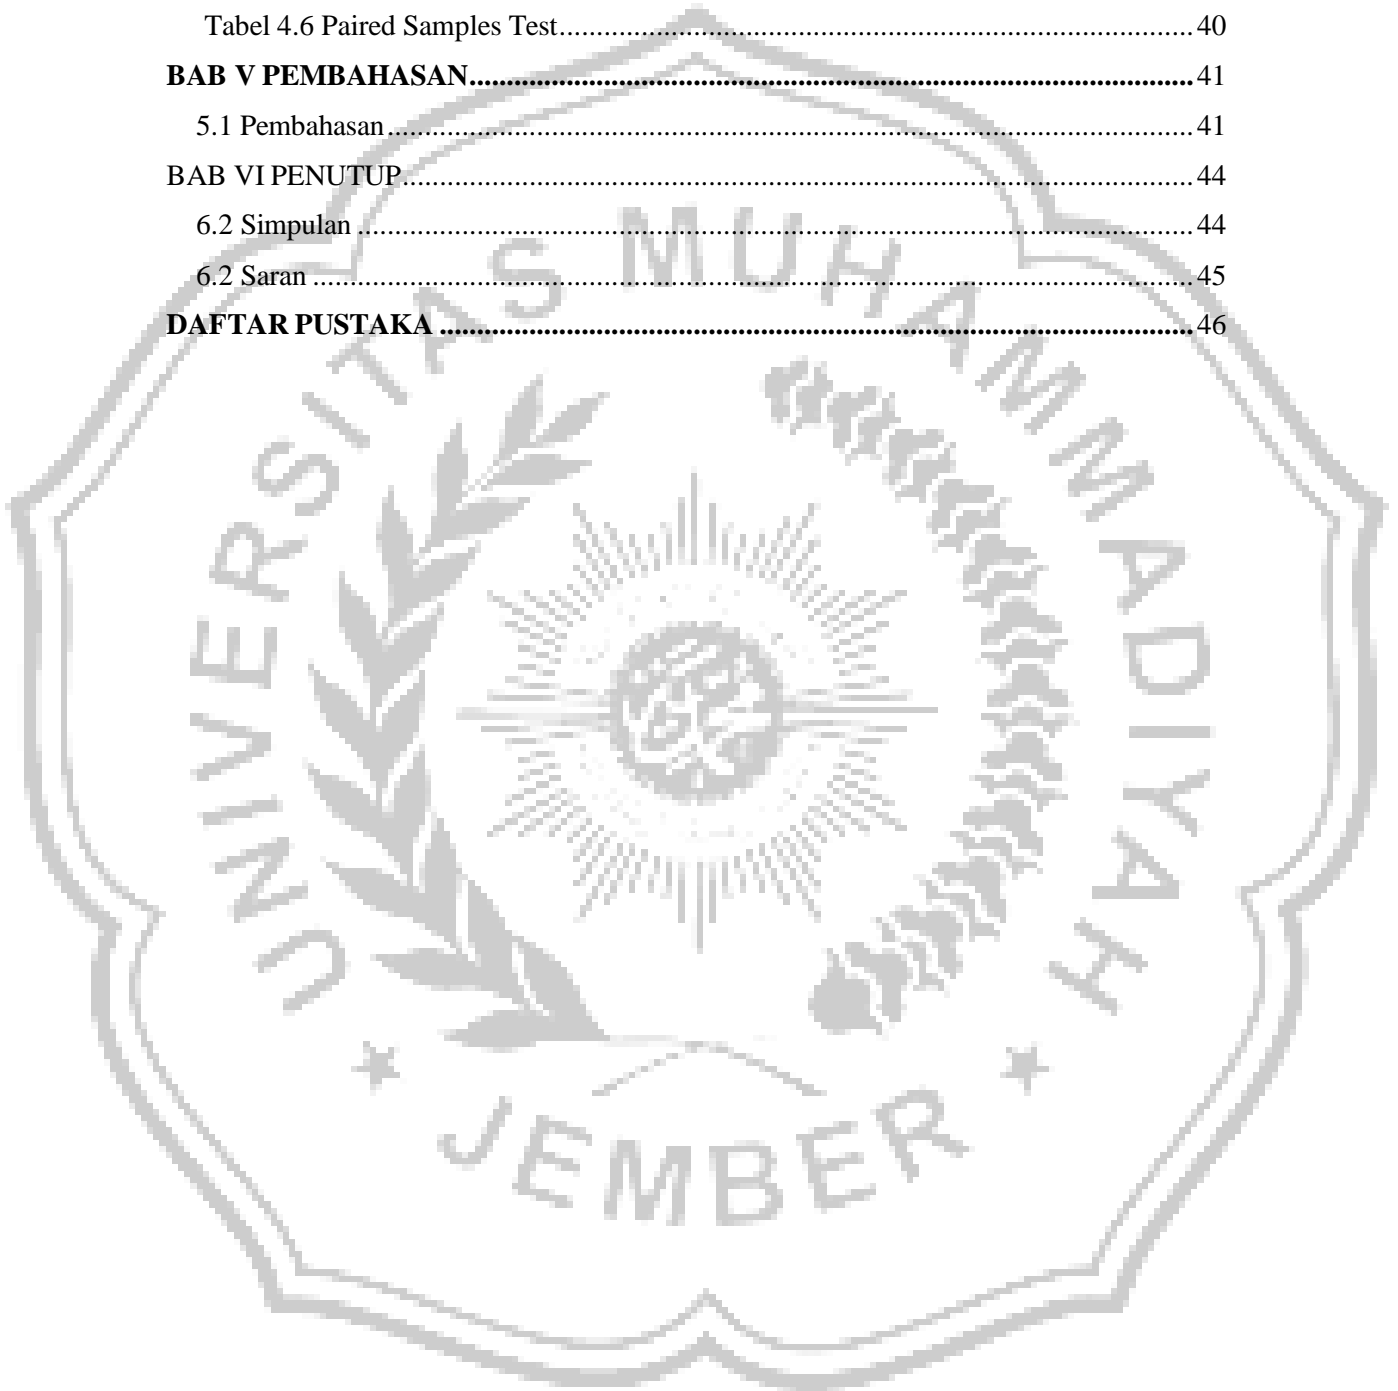 Tabel 4.6 Paired Samples Test.................................................................................... 40
BAB V PEMBAHASAN................................................................................................ 41
5.1 Pembahasan........................................................................................................... 41
BAB VI PENUTUP......................................................................................................... 44
6.2 Simpulan ............................................................................................................... 44
6.2 Saran ..................................................................................................................... 45
DAFTAR PUSTAKA .................................................................................................... 46
UNIVERSITAS MUHAMMADIYAH
JEMBER